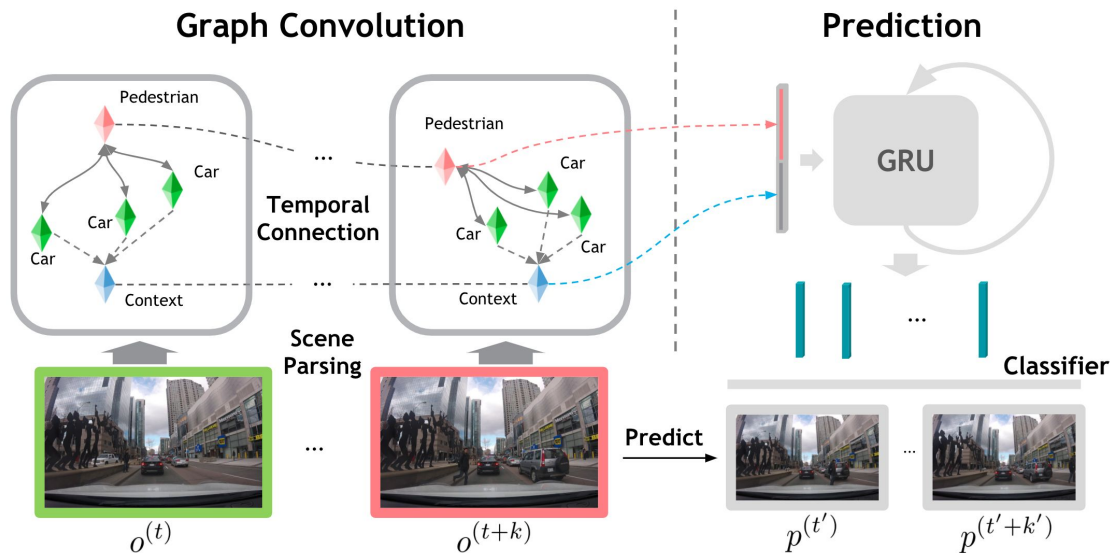 Graph Convolution
Prediction
Pedestrian
Car
Car
Car
Context
...
Temporal
Connection
...
Pedestrian
Car
Car
Car
Context
GRU
...
Classifier
Scene
Parsing
...
Predict
...
o^(t)
o^(t+k)
p^(t′)
p^(t′+k′)